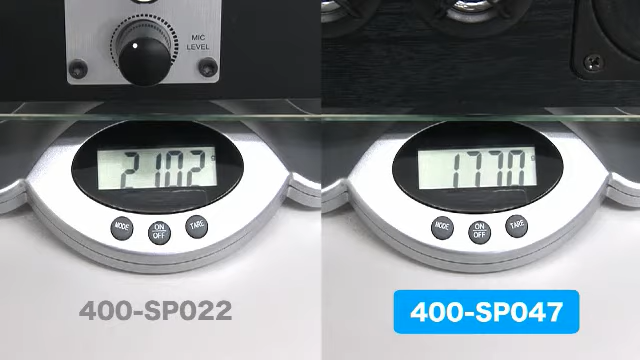 MIC
LEVEL
2102
MODE
ON
OFF
TARE
400-SP022
1770
MODE
ON
OFF
TARE
400-SP047